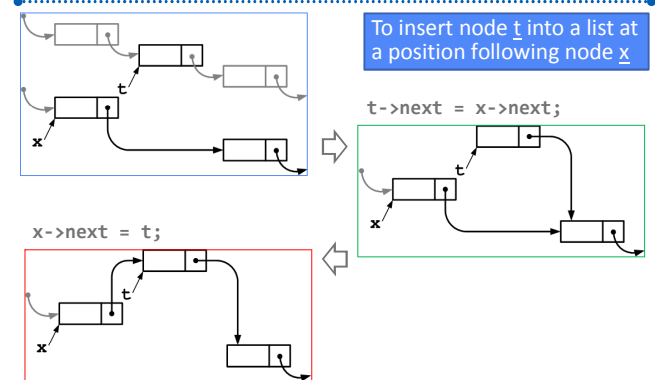 To insert node t into a list at
a position following node x
t
x
t->next = x->next;
t
x
x->next = t;
t
x